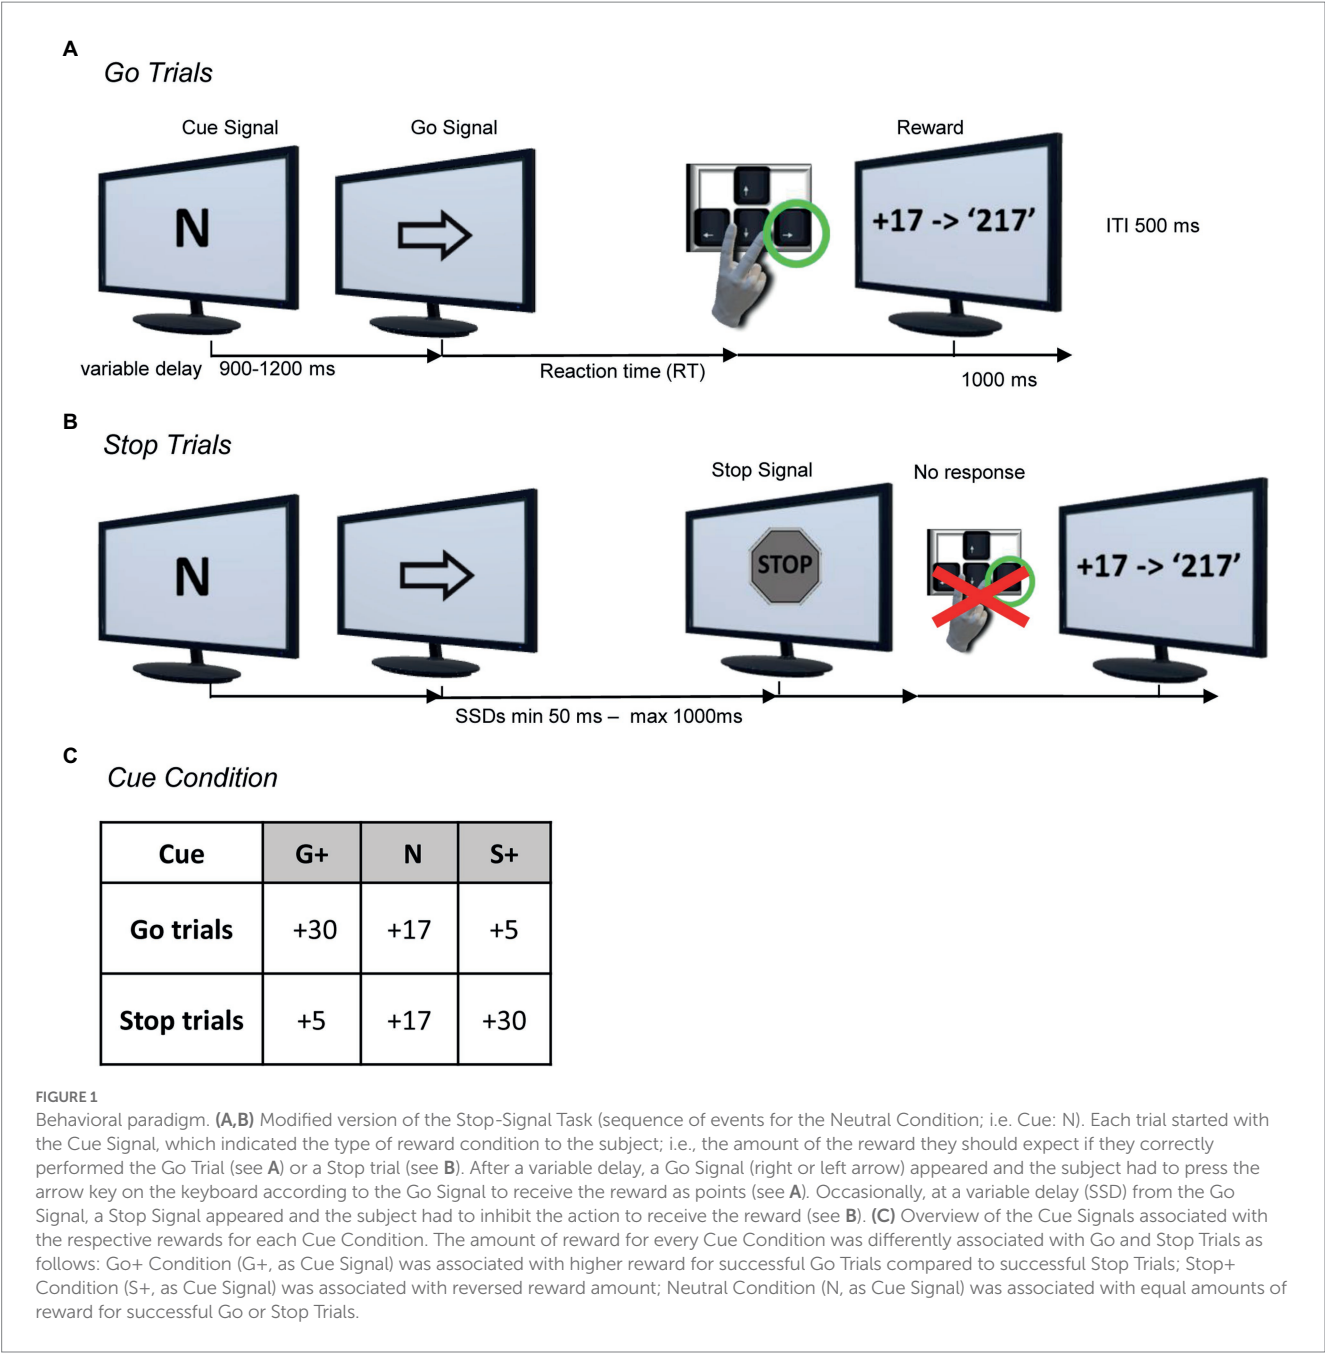 A
Go Trials
Cue Signal
Go Signal
Reward
N
+17 -> ‘217’
ITI 500 ms
variable delay 900-1200 ms
Reaction time (RT)
1000 ms
B
Stop Trials
Stop Signal
No response
N
STOP
+17 -> ‘217’
SSDs min 50 ms – max 1000ms
C
Cue Condition
Cue G+ N S+
Go trials +30 +17 +5
Stop trials +5 +17 +30
FIGURE 1
Behavioral paradigm. (A,B) Modified version of the Stop-Signal Task (sequence of events for the Neutral Condition; i.e. Cue: N). Each trial started with
the Cue Signal, which indicated the type of reward condition to the subject; i.e., the amount of the reward they should expect if they correctly
performed the Go Trial (see A) or a Stop trial (see B). After a variable delay, a Go Signal (right or left arrow) appeared and the subject had to press the
arrow key on the keyboard according to the Go Signal to receive the reward as points (see A). Occasionally, at a variable delay (SSD) from the Go
Signal, a Stop Signal appeared and the subject had to inhibit the action to receive the reward (see B). (C) Overview of the Cue Signals associated with
the respective rewards for each Cue Condition. The amount of reward for every Cue Condition was differently associated with Go and Stop Trials as
follows: Go+ Condition (G+, as Cue Signal) was associated with higher reward for successful Go Trials compared to successful Stop Trials; Stop+
Condition (S+, as Cue Signal) was associated with reversed reward amount; Neutral Condition (N, as Cue Signal) was associated with equal amounts of
reward for successful Go or Stop Trials.